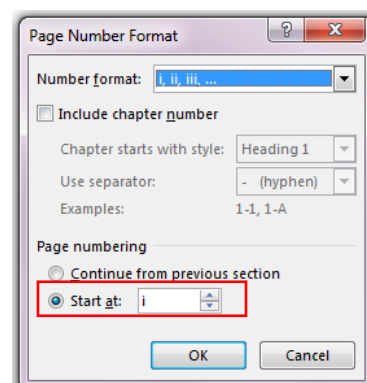 Page Number Format
Number format: i, ii, iii, ...
Include chapter number
Chapter starts with style: Heading 1
Use separator: - (hyphen)
Examples: 1-1, 1-A
Page numbering
Continue from previous section
Start at: i
OK Cancel